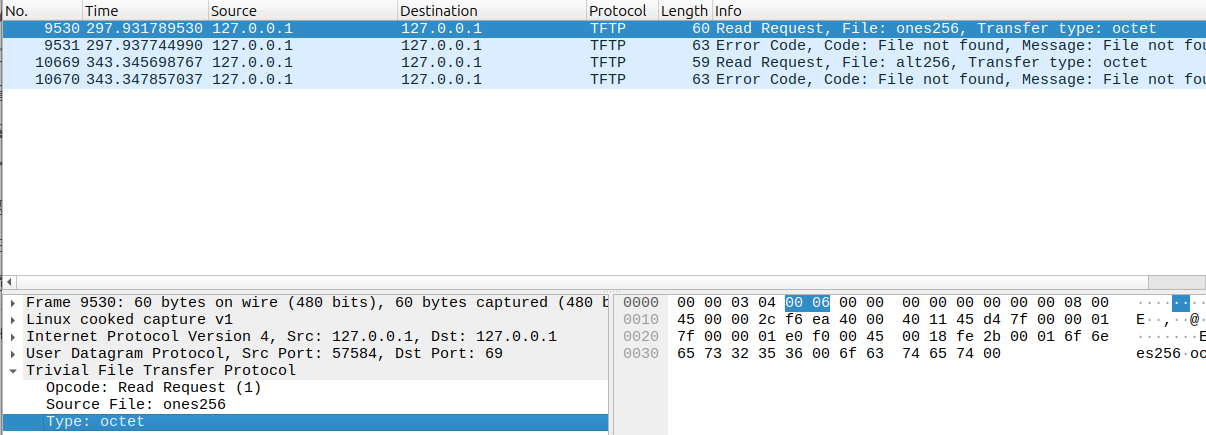 No. Time Source Destination Protocol Length Info
9530 297.931789530 127.0.0.1 127.0.0.1 TFTP 60 Read Request, File: ones256, Transfer type: octet
9531 297.937744990 127.0.0.1 127.0.0.1 TFTP 63 Error Code, Code: File not found, Message: File not fou
10669 343.345698767 127.0.0.1 127.0.0.1 TFTP 59 Read Request, File: alt256, Transfer type: octet
10670 343.347857037 127.0.0.1 127.0.0.1 TFTP 63 Error Code, Code: File not found, Message: File not fou
Frame 9530: 60 bytes on wire (480 bits), 60 bytes captured (480 b
Linux cooked capture v1
Internet Protocol Version 4, Src: 127.0.0.1, Dst: 127.0.0.1
User Datagram Protocol, Src Port: 57584, Dst Port: 69
Trivial File Transfer Protocol
Opcode: Read Request (1)
Source File: ones256
Type: octet
0000 00 00 03 04 00 06 00 00 00 00 00 00 00 00 08 00 ········
0010 45 00 00 2c f6 ea 40 00 40 11 45 d4 7f 00 00 01 E··,··@·
0020 7f 00 00 01 e0 f0 00 45 00 18 fe 2b 00 01 6f 6e ·······E
0030 65 73 32 35 36 00 6f 63 74 65 74 00 es256·oc